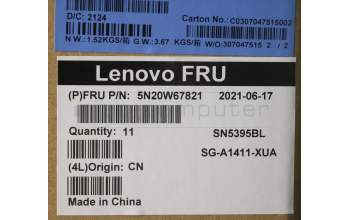 D/C: 2124 Carton No.: C0307047515002
N W :1.52KGS/箱 G W :3.67 KGS/箱 W/O:307047515 2 / 2
Lenovo FRU
(P)FRU P/N: 5N20W67821 2021-06-17
Quantity: 11 SN5395BL
SG-A1411-XUA
(4L)Origin: CN
Made in China